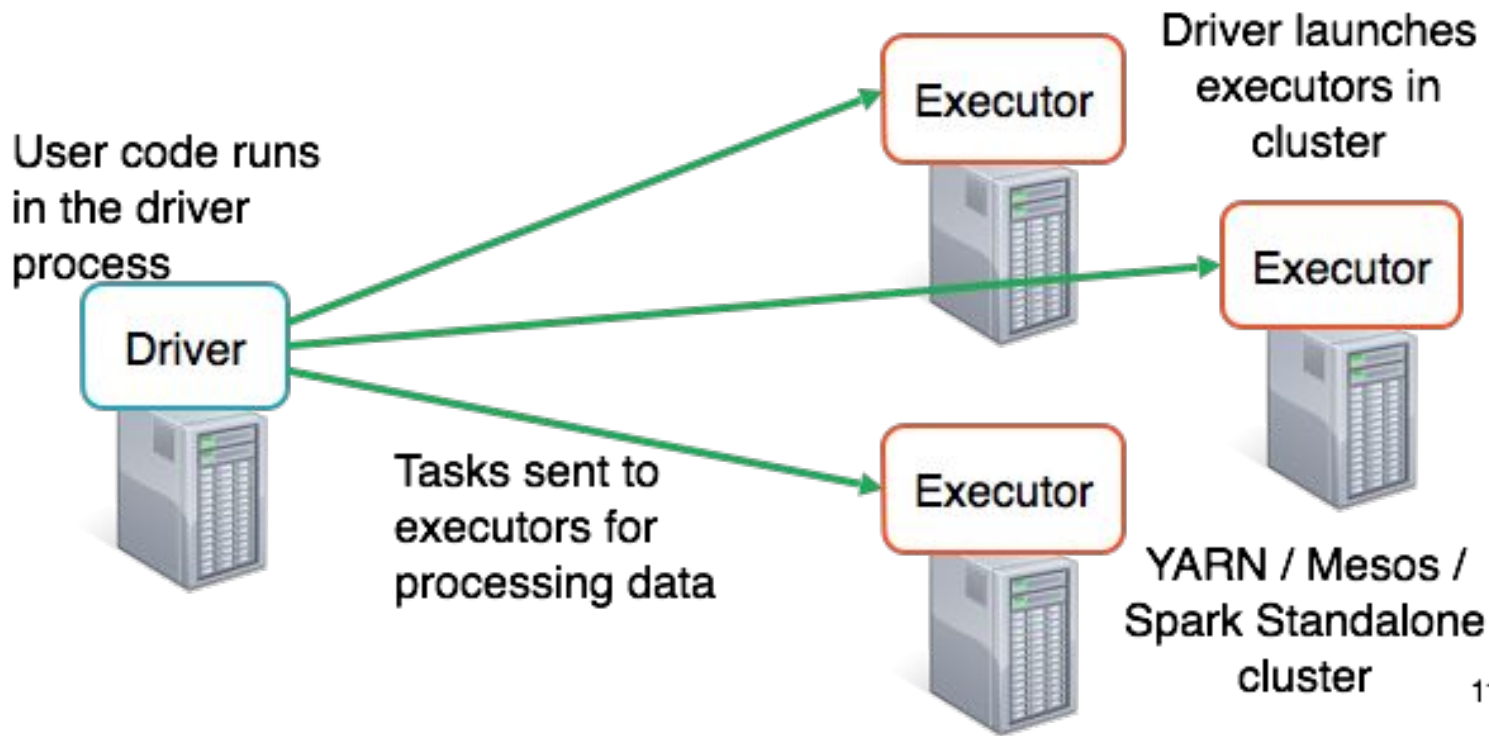 User code runs
in the driver
process
Driver
Tasks sent to
executors for
processing data
Executor
Driver launches
executors in
cluster
Executor
Executor
YARN / Mesos /
Spark Standalone
cluster